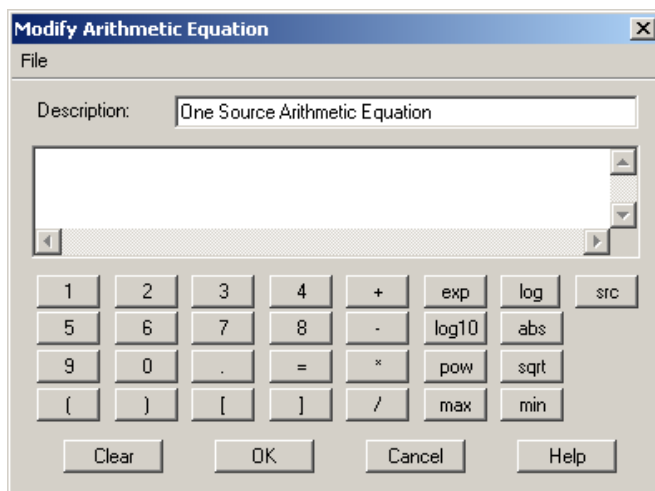 Modify Arithmetic Equation
File
Description: One Source Arithmetic Equation
1 2 3 4 + exp log src
5 6 7 8 - log10 abs
9 0 . = * pow sqrt
( ) [ ] / max min
Clear OK Cancel Help